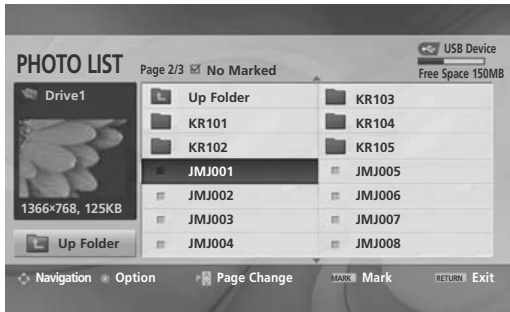 USB Device
PHOTO LIST
Page 2/3 No Marked
Free Space 150MB
Drive1
Up Folder
KR101
KR102
JMJ001
JMJ002
JMJ003
JMJ004
KR103
KR104
KR105
JMJ005
JMJ006
JMJ007
JMJ008
1366×768, 125KB
Up Folder
Navigation Option Page Change MARK Mark RETURN Exit